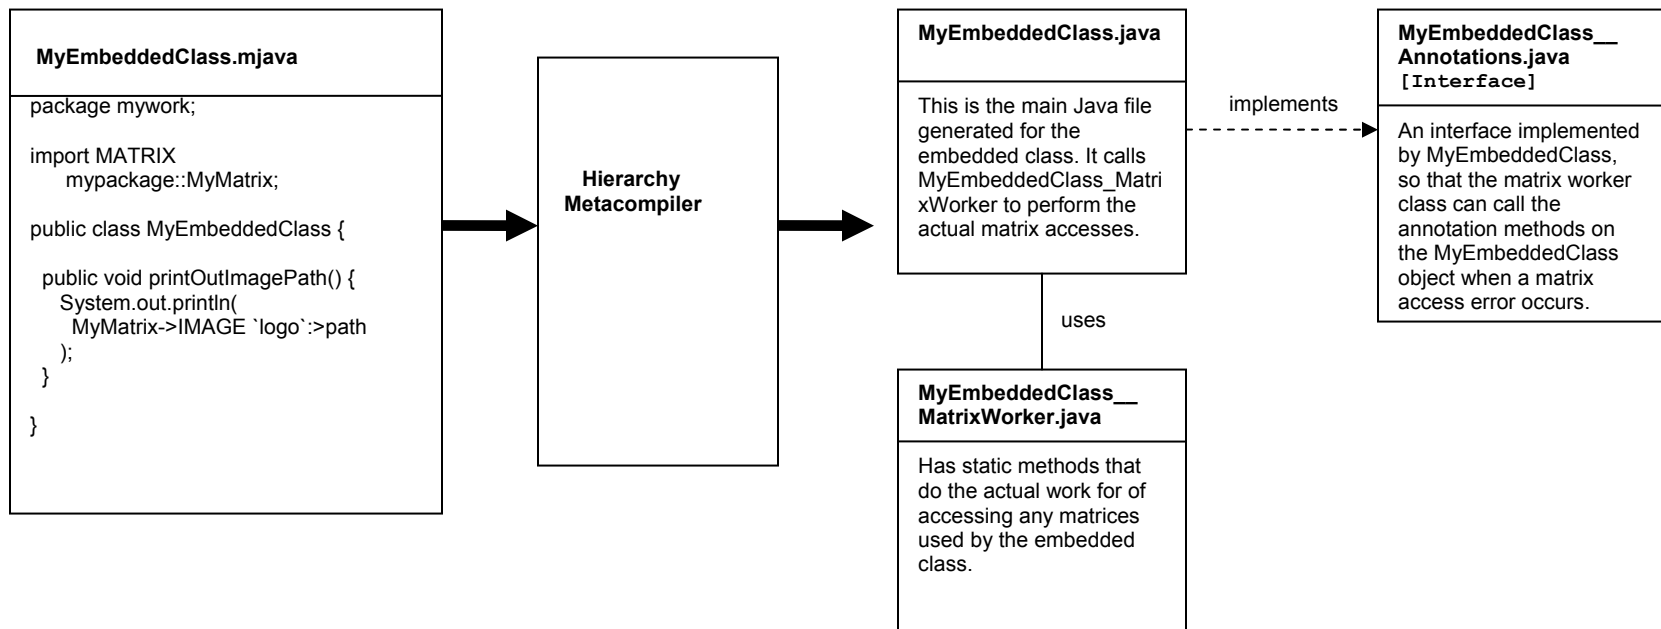 MyEmbeddedClass.mjava
package mywork;
import MATRIX
mypackage::MyMatrix;
public class MyEmbeddedClass {
public void printOutImagePath() {
System.out.println(
MyMatrix->IMAGE `logo`:>path
);
}
}
Hierarchy
Metacompiler
MyEmbeddedClass.java
This is the main Java file
generated for the
embedded class. It calls
MyEmbeddedClass_Matri
xWorker to perform the
actual matrix accesses.
implements
MyEmbeddedClass__
Annotations.java
[Interface]
An interface implemented
by MyEmbeddedClass,
so that the matrix worker
class can call the
annotation methods on
the MyEmbeddedClass
object when a matrix
access error occurs.
uses
MyEmbeddedClass__
MatrixWorker.java
Has static methods that
do the actual work for of
accessing any matrices
used by the embedded
class.